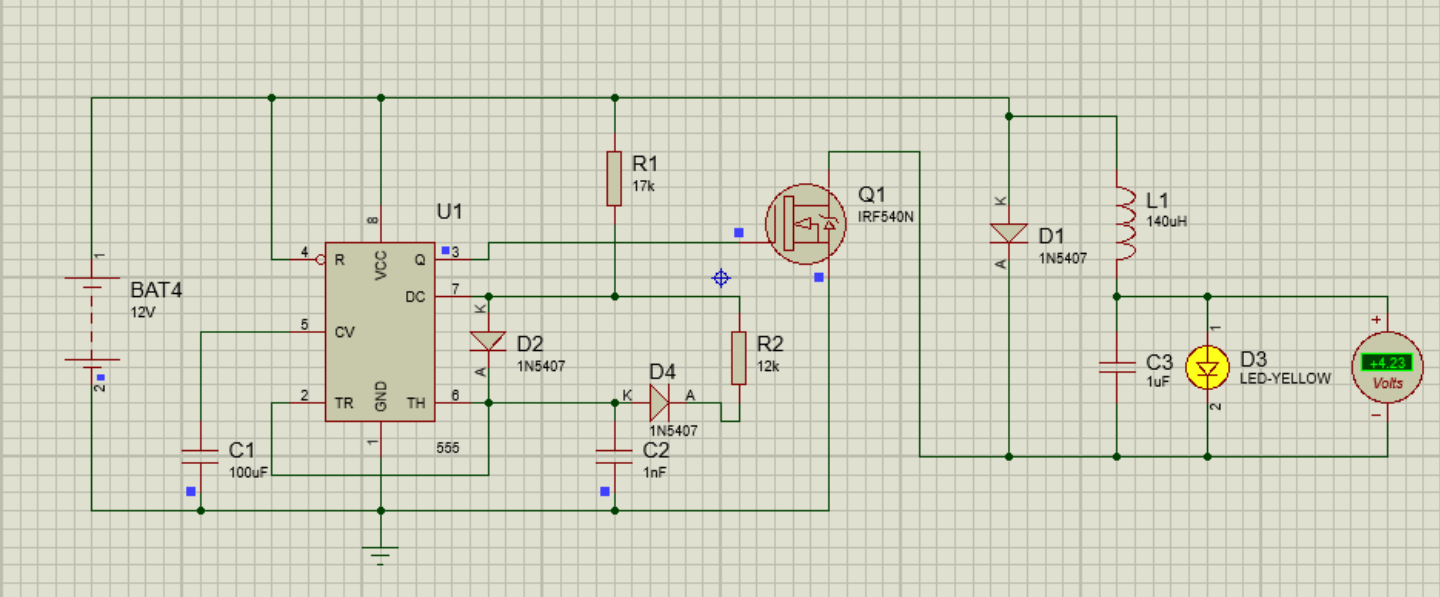 R1
17k
Q1
IRF540N
K
D1
1N5407
A
L1
140uH
U1
8
4
R
VCC
Q
3
DC
7
1
BAT4
12V
2
5
CV
K
D2
1N5407
A
R2
12k
D4
K
A
1N5407
2
TR
GND
TH
6
1
555
C1
100uF
C2
1nF
C3
1uF
1
D3
LED-YELLOW
2
+
+4.23
Volts
−